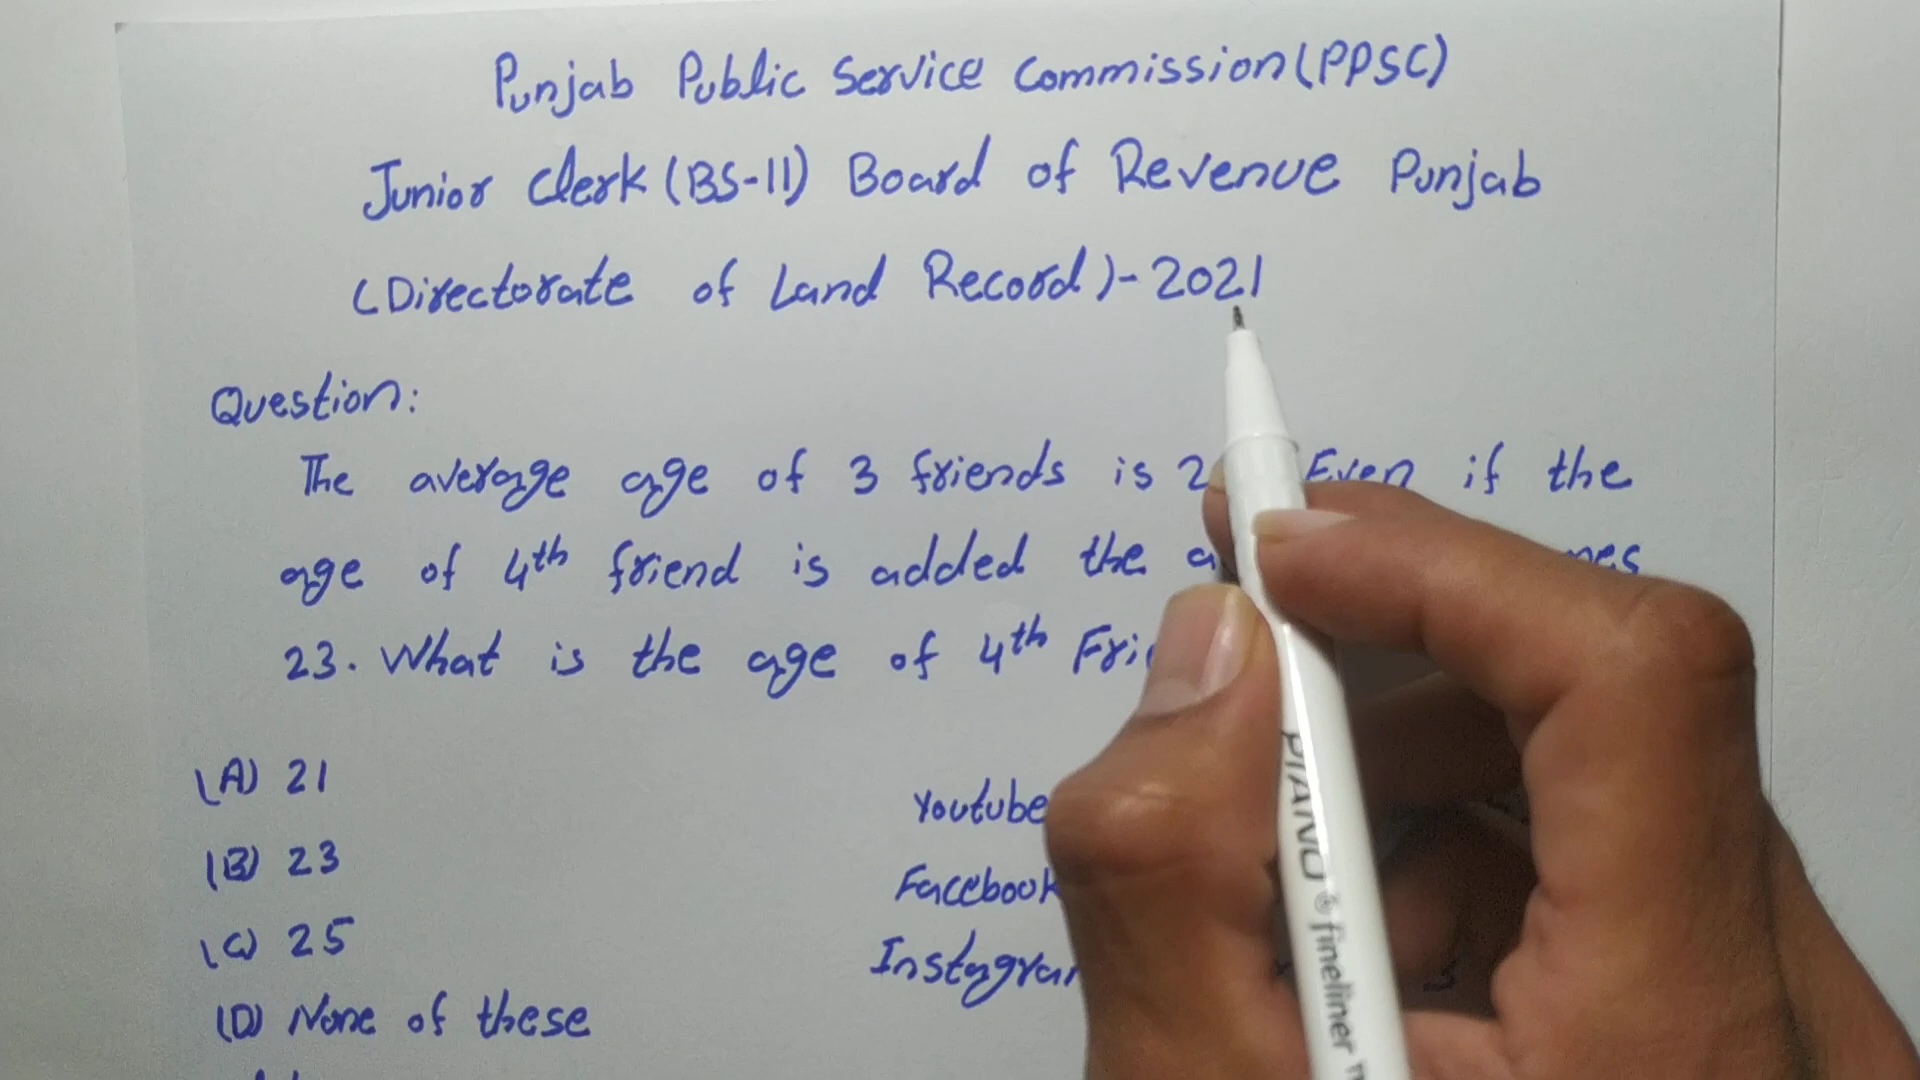 Punjab Public Service Commission (PPSC)
Junior Clerk (BS-11) Board of Revenue Punjab
(Directorate of Land Record)-2021
Question:
The average age of 3 friends is Even if the
age of 4th friend is added the
23. What is the age of 4th
(A) 21
Youtube
(B) 23
Facebook
(C) 25
(D) None of these
PIANO® fineliner